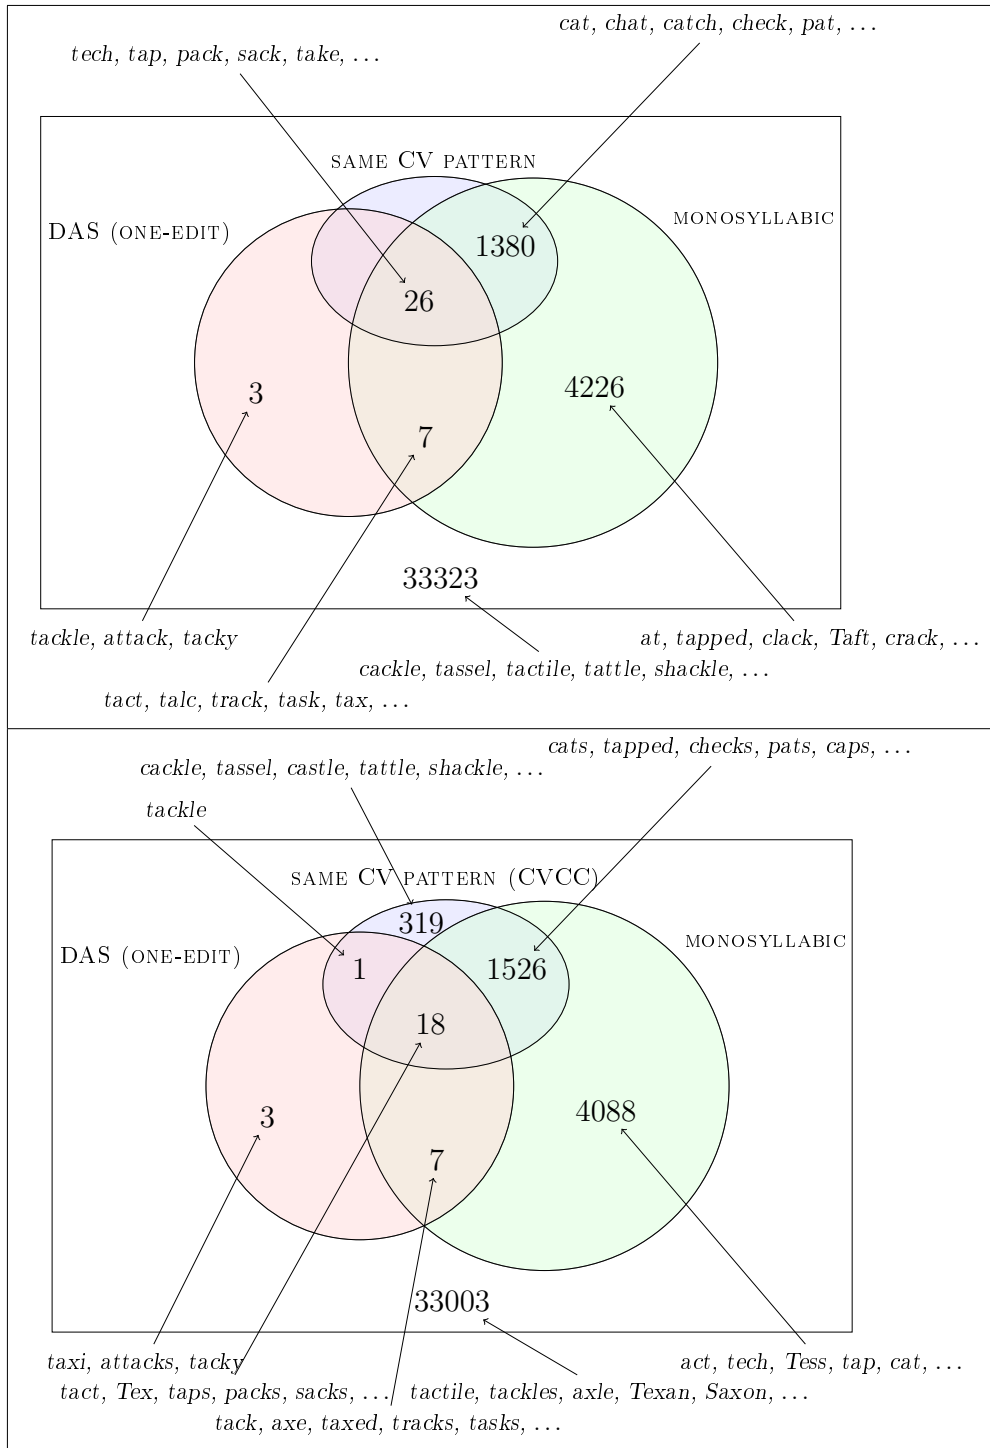 cat, chat, catch, check, pat, ...
tech, tap, pack, sack, take, ...
SAME CV PATTERN
DAS (ONE-EDIT)
MONOSYLLABIC
1380
26
3
4226
7
33323
tackle, attack, tacky
at, tapped, clack, Taft, crack, ...
cackle, tassel, tactile, tattle, shackle, ...
tact, talc, track, task, tax, ...
cats, tapped, checks, pats, caps, ...
cackle, tassel, castle, tattle, shackle, ...
tackle
SAME CV PATTERN (CVCC)
319
DAS (ONE-EDIT)
MONOSYLLABIC
1
1526
18
3
4088
7
33003
taxi, attacks, tacky
act, tech, Tess, tap, cat, ...
tact, Tex, taps, packs, sacks, ...
tactile, tackles, axle, Texan, Saxon, ...
tack, axe, taxed, tracks, tasks, ...